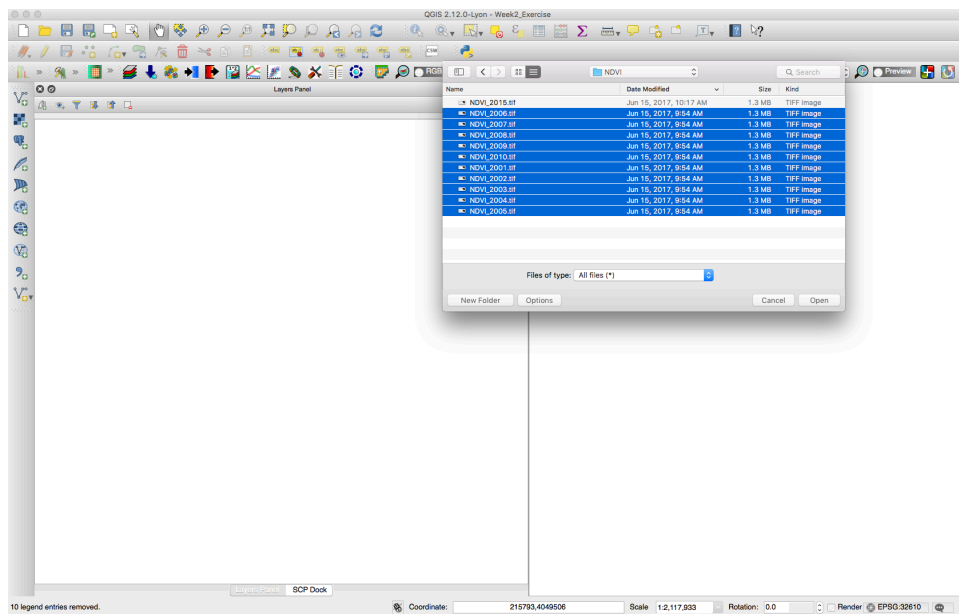 QGIS 2.12.0-Lyon - Week2_Exercise
CSW
RGB
NDVI
Search
Preview
Layers Panel
Name Date Modified Size Kind
NDVI_2015.tif Jun 15, 2017, 10:17 AM 1.3 MB TIFF image
NDVI_2006.tif Jun 15, 2017, 9:54 AM 1.3 MB TIFF image
NDVI_2007.tif Jun 15, 2017, 9:54 AM 1.3 MB TIFF image
NDVI_2008.tif Jun 15, 2017, 9:54 AM 1.3 MB TIFF image
NDVI_2009.tif Jun 15, 2017, 9:54 AM 1.3 MB TIFF image
NDVI_2010.tif Jun 15, 2017, 9:54 AM 1.3 MB TIFF image
NDVI_2001.tif Jun 15, 2017, 9:54 AM 1.3 MB TIFF image
NDVI_2002.tif Jun 15, 2017, 9:54 AM 1.3 MB TIFF image
NDVI_2003.tif Jun 15, 2017, 9:54 AM 1.3 MB TIFF image
NDVI_2004.tif Jun 15, 2017, 9:54 AM 1.3 MB TIFF image
NDVI_2005.tif Jun 15, 2017, 9:54 AM 1.3 MB TIFF image
Files of type: All files (*)
New Folder Options Cancel Open
Layers Panel SCP Dock
10 legend entries removed. Coordinate: 215793,4049506 Scale 1:2,117,933 Rotation: 0.0 Render EPSG:32610